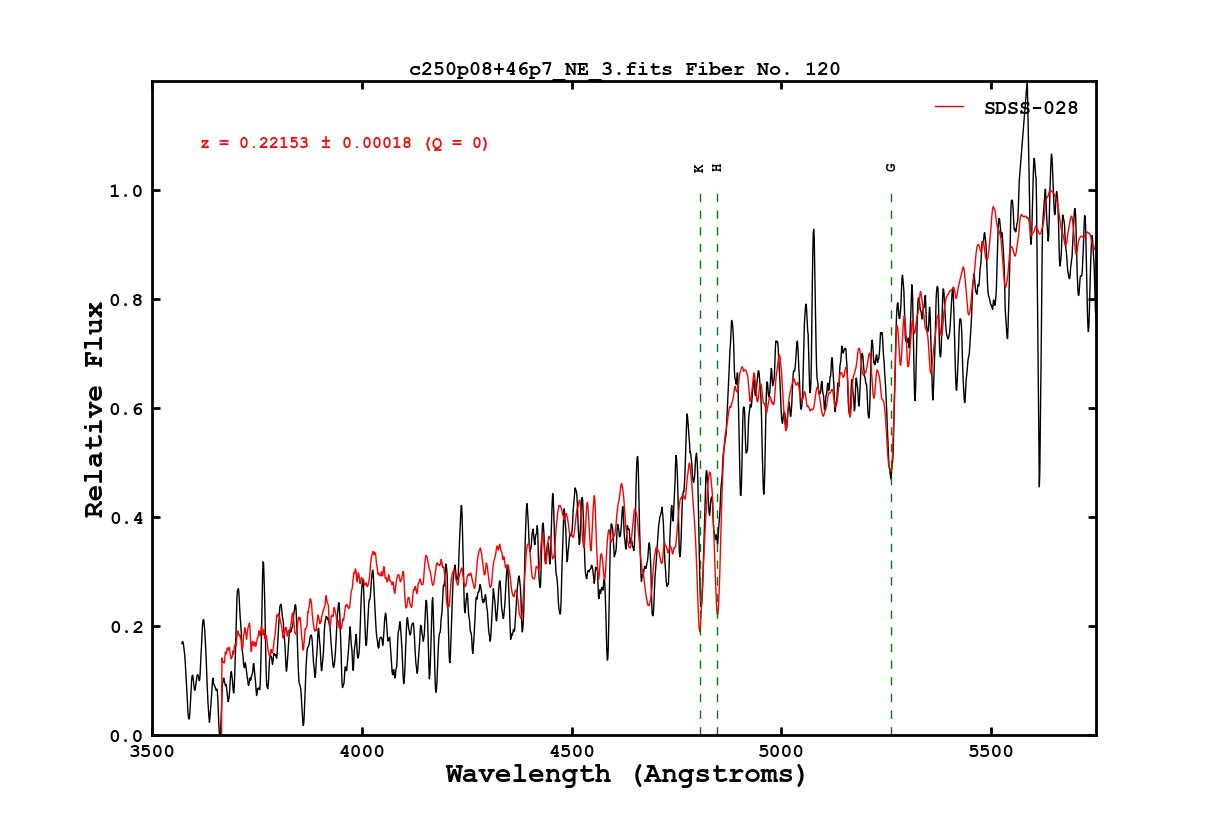 c250p08+46p7_NE_3.fits Fiber No. 120
SDSS-028
z = 0.22153 ± 0.00018 (Q = 0)
K H G
1.0
0.8
0.6
0.4
0.2
0.0
Relative Flux
3500 4000 4500 5000 5500
Wavelength (Angstroms)